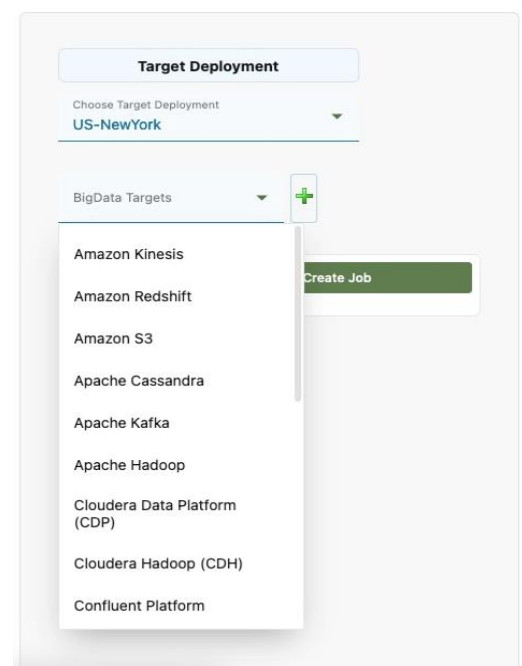 Target Deployment
Choose Target Deployment
US-NewYork
BigData Targets
Amazon Kinesis
Create Job
Amazon Redshift
Amazon S3
Apache Cassandra
Apache Kafka
Apache Hadoop
Cloudera Data Platform
(CDP)
Cloudera Hadoop (CDH)
Confluent Platform